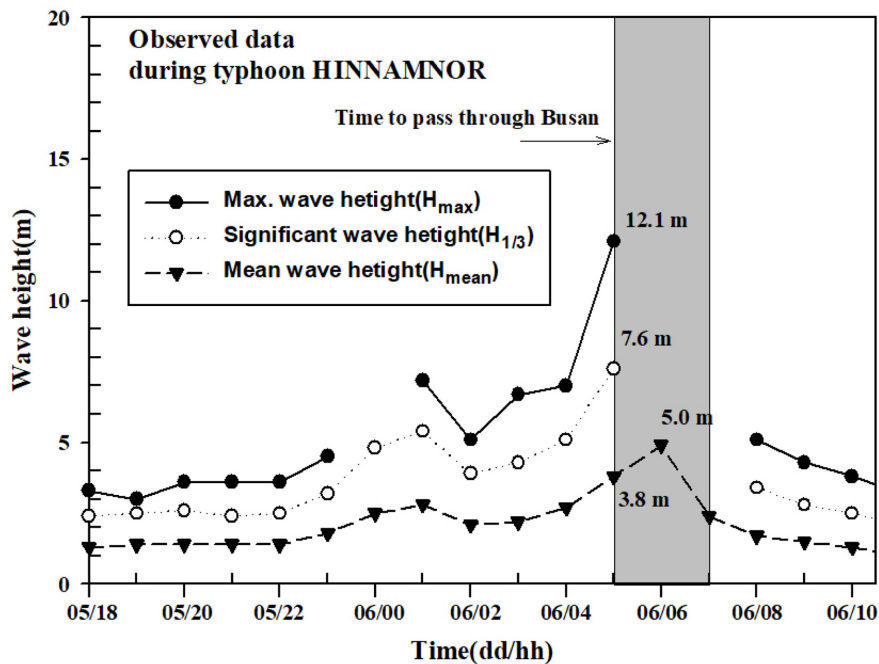 Observed data
during typhoon HINNAMNOR
Time to pass through Busan
Max. wave hetight(Hmax)
Significant wave hetight(H1/3)
Mean wave hetight(Hmean)
12.1 m
7.6 m
5.0 m
3.8 m
Wave height(m)
20
15
10
5
0
05/18 05/20 05/22 06/00 06/02 06/04 06/06 06/08 06/10
Time(dd/hh)